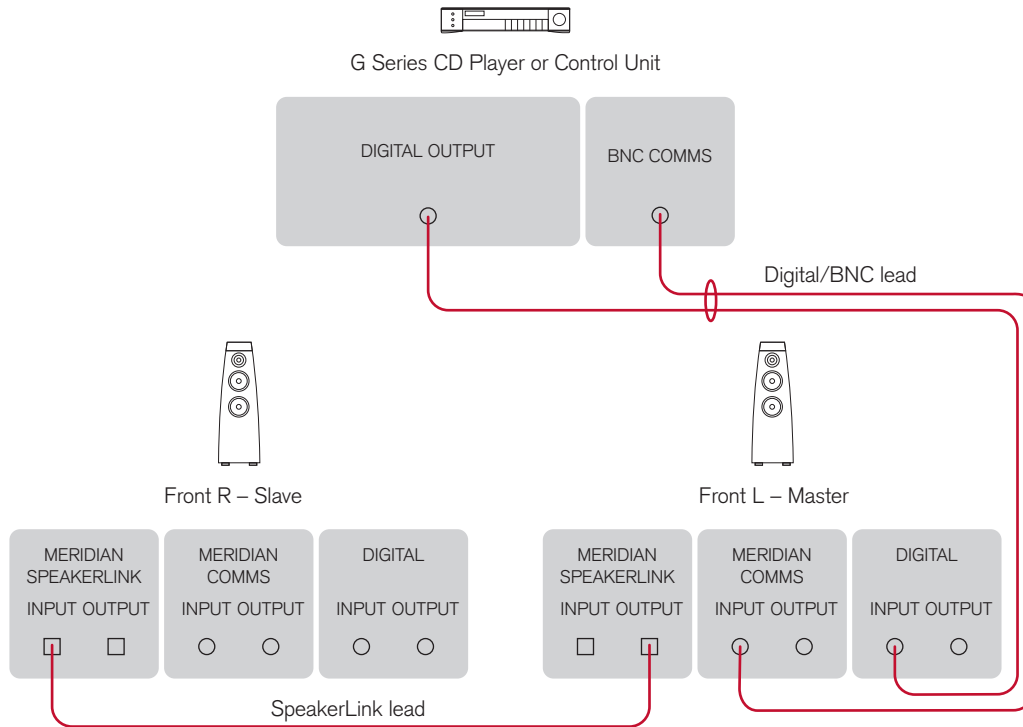 G Series CD Player or Control Unit
DIGITAL OUTPUT
BNC COMMS
Digital/BNC lead
Front R – Slave
Front L – Master
MERIDIAN
SPEAKERLINK
INPUT OUTPUT
MERIDIAN
COMMS
INPUT OUTPUT
DIGITAL
INPUT OUTPUT
MERIDIAN
SPEAKERLINK
INPUT OUTPUT
MERIDIAN
COMMS
INPUT OUTPUT
DIGITAL
INPUT OUTPUT
SpeakerLink lead